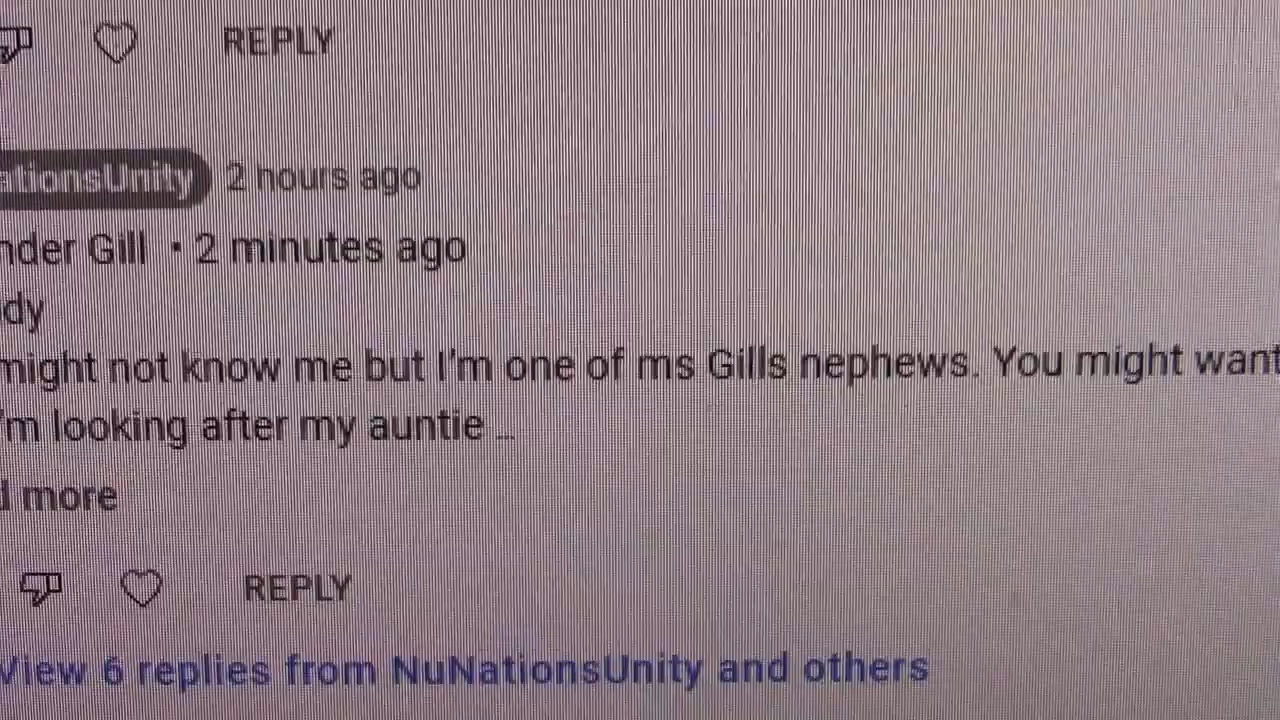 REPLY
ationsUnity 2 hours ago
nder Gill • 2 minutes ago
dy
might not know me but I'm one of ms Gills nephews. You might want
'm looking after my auntie ...
d more
REPLY
View 6 replies from NuNationsUnity and others